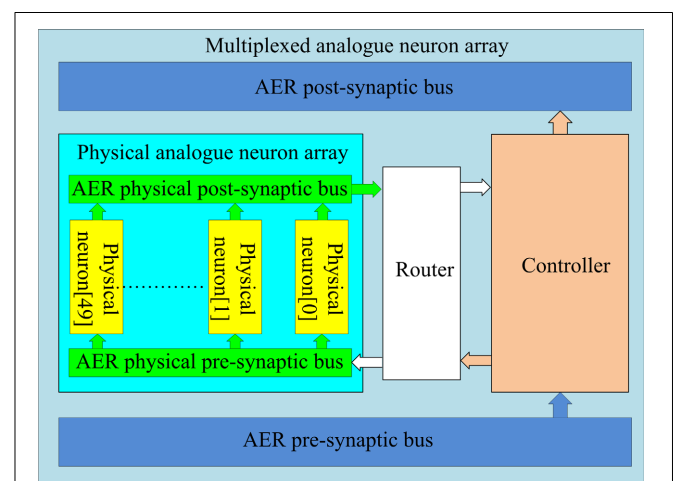 Multiplexed analogue neuron array
AER post-synaptic bus
Physical analogue neuron array
AER physical post-synaptic bus
Physical
neuron[49]
Physical
neuron[1]
Physical
neuron[0]
AER physical pre-synaptic bus
Router
Controller
AER pre-synaptic bus